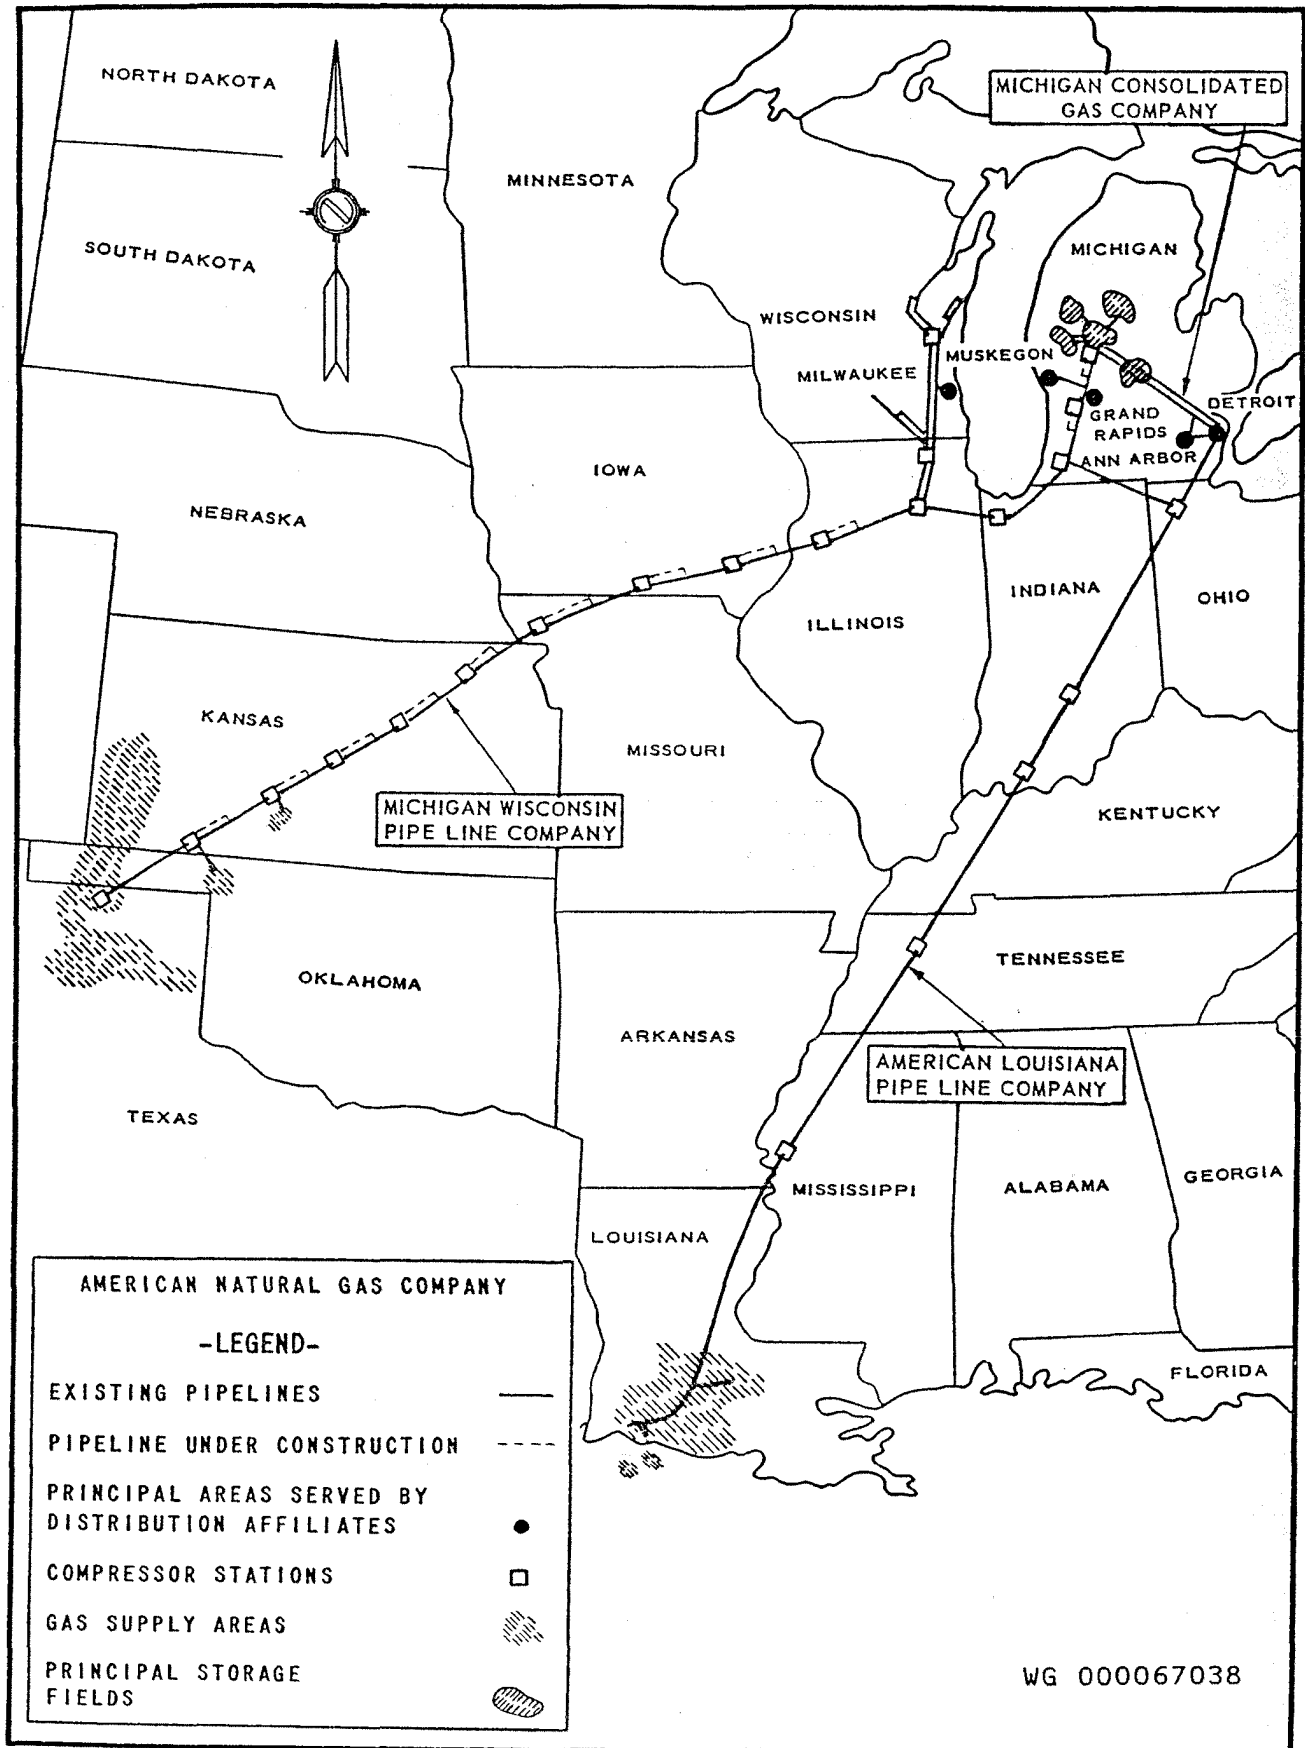 NORTH DAKOTA
MICHIGAN CONSOLIDATED
GAS COMPANY
MINNESOTA
SOUTH DAKOTA
MICHIGAN
WISCONSIN
MUSKEGON
MILWAUKEE
DETROIT
GRAND
RAPIDS
ANN ARBOR
IOWA
NEBRASKA
INDIANA
OHIO
ILLINOIS
KANSAS
MISSOURI
MICHIGAN WISCONSIN
PIPE LINE COMPANY
KENTUCKY
TENNESSEE
OKLAHOMA
ARKANSAS
AMERICAN LOUISIANA
PIPE LINE COMPANY
TEXAS
MISSISSIPPI
ALABAMA
GEORGIA
LOUISIANA
FLORIDA
AMERICAN NATURAL GAS COMPANY
-LEGEND-
EXISTING PIPELINES
PIPELINE UNDER CONSTRUCTION
PRINCIPAL AREAS SERVED BY
DISTRIBUTION AFFILIATES
COMPRESSOR STATIONS
GAS SUPPLY AREAS
PRINCIPAL STORAGE
FIELDS
WG 000067038